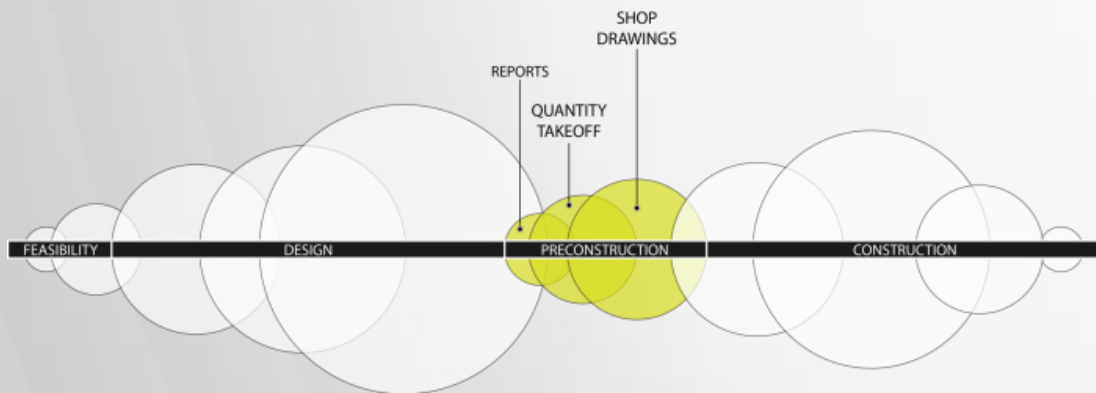 SHOP
DRAWINGS
REPORTS
QUANTITY
TAKEOFF
FEASIBILITY
DESIGN
PRECONSTRUCTION
CONSTRUCTION